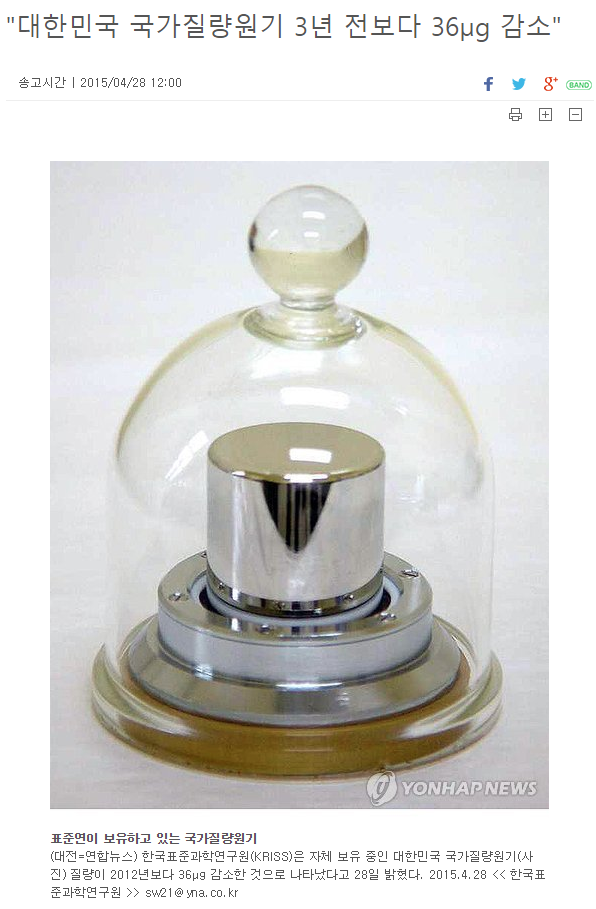 "대한민국 국가질량원기 3년 전보다 36μg 감소"
송고시간 | 2015/04/28 12:00
f
g+
BAND
YONHAP NEWS
표준연이 보유하고 있는 국가질량원기
(대전=연합뉴스) 한국표준과학연구원(KRISS)은 자체 보유 중인 대한민국 국가질량원기(사
진) 질량이 2012년보다 36μg 감소한 것으로 나타났다고 28일 밝혔다. 2015.4.28 << 한국표
준과학연구원 >> sw21@yna.co.kr